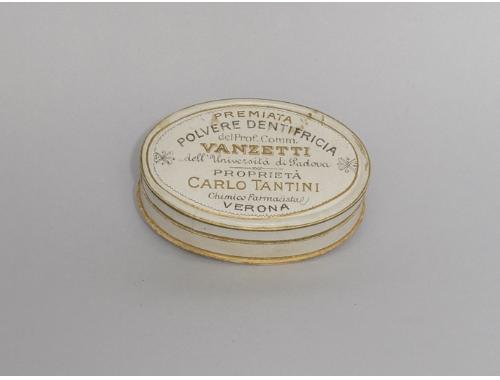 PREMIATA
POLVERE DENTIFRICIA
del Prof. Comm.
VANZETTI
dell'Università di Padova
PROPRIETÀ
CARLO TANTINI
Chimico Farmacista
VERONA